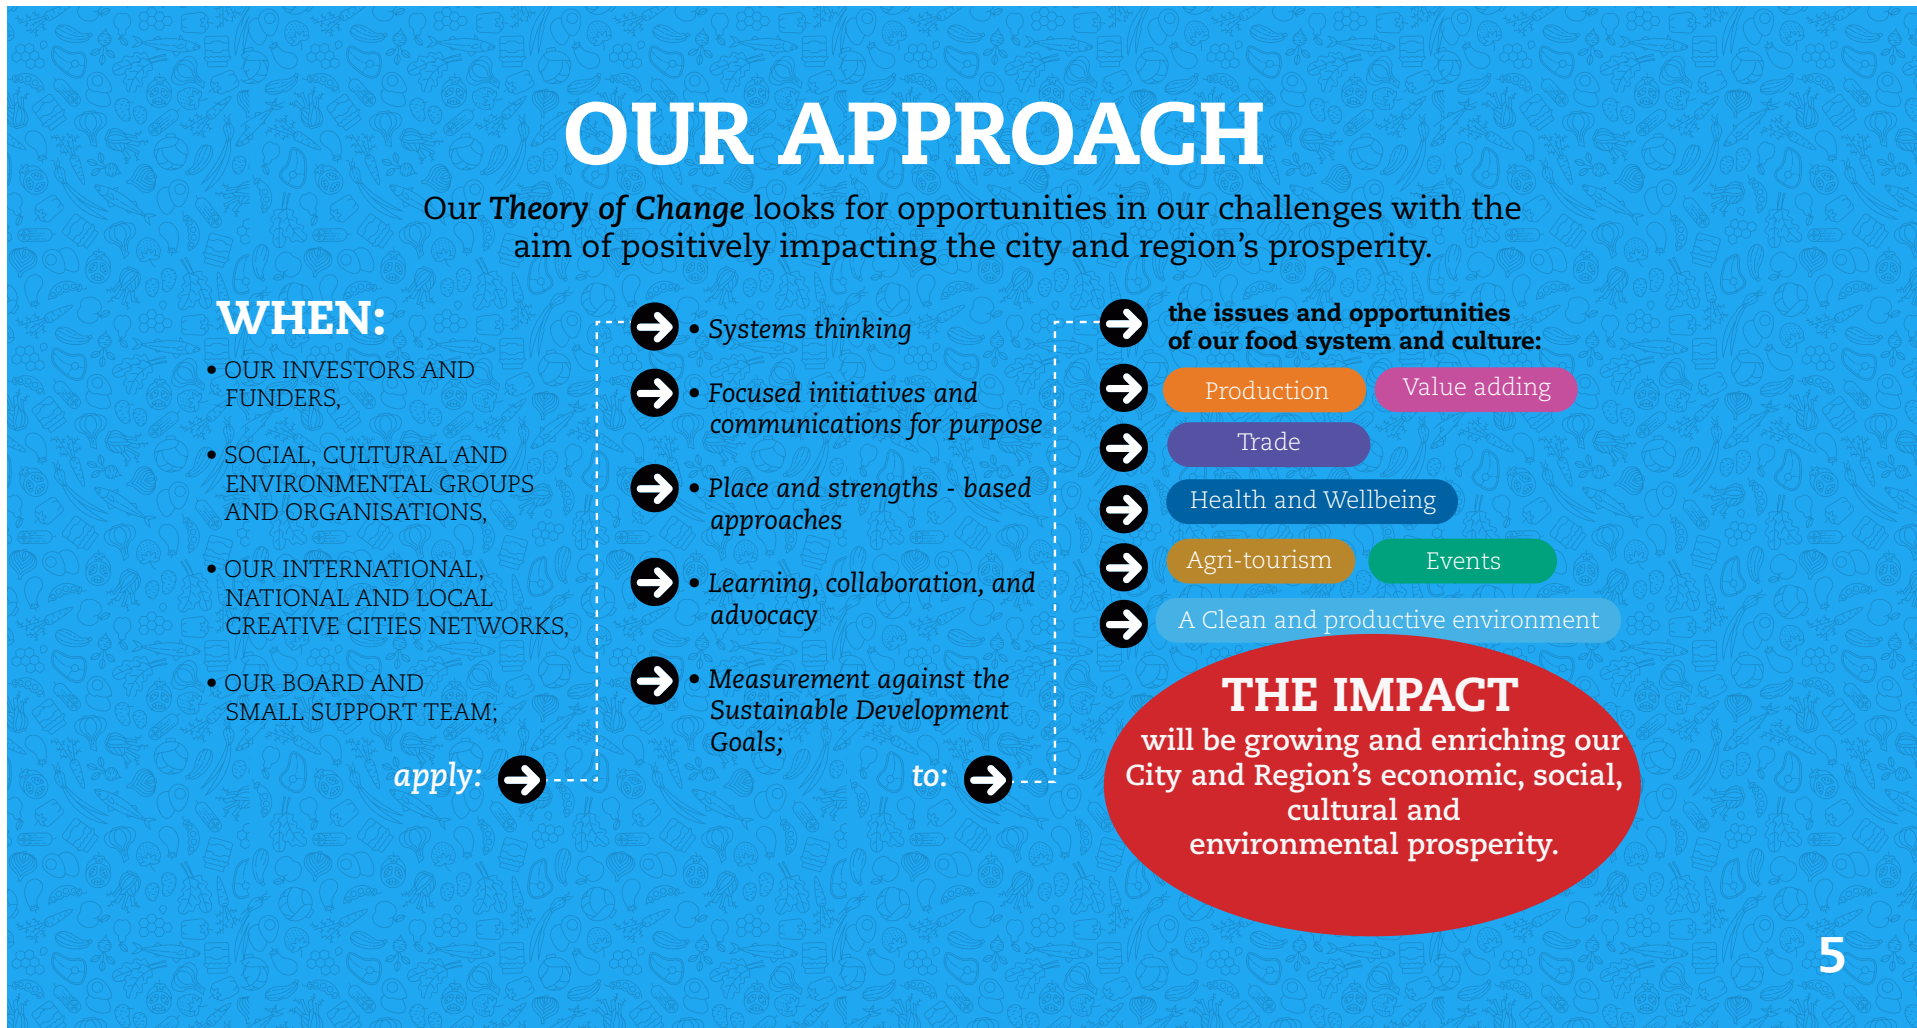 OUR APPROACH
Our Theory of Change looks for opportunities in our challenges with the
aim of positively impacting the city and region’s prosperity.
WHEN:
• OUR INVESTORS AND
FUNDERS,
• SOCIAL, CULTURAL AND
ENVIRONMENTAL GROUPS
AND ORGANISATIONS,
• OUR INTERNATIONAL,
NATIONAL AND LOCAL
CREATIVE CITIES NETWORKS,
• OUR BOARD AND
SMALL SUPPORT TEAM;
apply:
• Systems thinking
• Focused initiatives and
communications for purpose
• Place and strengths - based
approaches
• Learning, collaboration, and
advocacy
• Measurement against the
Sustainable Development
Goals;
to:
the issues and opportunities
of our food system and culture:
Production
Value adding
Trade
Health and Wellbeing
Agri-tourism
Events
A Clean and productive environment
THE IMPACT
will be growing and enriching our
City and Region’s economic, social,
cultural and
environmental prosperity.
5